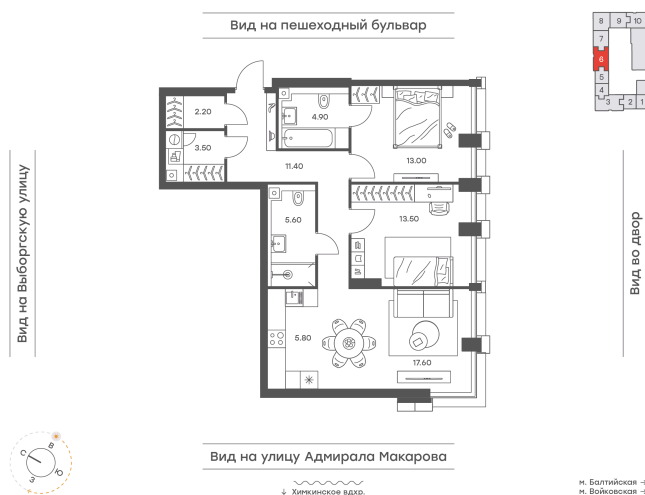 Вид на пешеходный бульвар
8 9 10
7
6
5
4
3 2 1
2.20
4.90
3.50
11.40
13.00
5.60
13.50
5.80
17.60
Вид на Выборгскую улицу
Вид во двор
Вид на улицу Адмирала Макарова
↓ Химкинское вдхр.
С В Ю З
м. Балтийская →
м. Войковская →